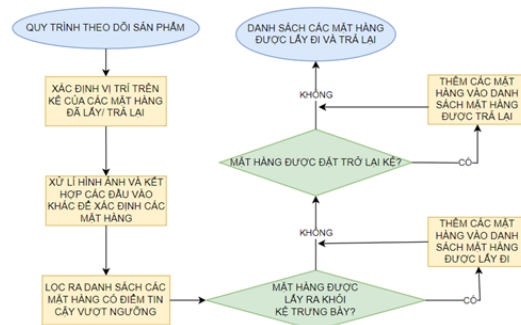 QUY TRÌNH THEO DÕI SẢN PHẨM
XÁC ĐỊNH VỊ TRÍ TRÊN
KỆ CỦA CÁC MẶT HÀNG
ĐÃ LẤY/ TRẢ LẠI
XỬ LÍ HÌNH ẢNH VÀ KẾT
HỢP CÁC ĐẦU VÀO
KHÁC ĐỂ XÁC ĐỊNH CÁC
MẶT HÀNG
LỌC RA DANH SÁCH CÁC
MẶT HÀNG CÓ ĐIỂM TIN
CẬY VƯỢT NGƯỠNG
MẶT HÀNG ĐƯỢC
LẤY RA KHỎI
KỆ TRƯNG BÀY?
CÓ
THÊM CÁC MẶT
HÀNG VÀO DANH
SÁCH MẶT HÀNG
ĐƯỢC LẤY ĐI
KHÔNG
MẶT HÀNG ĐƯỢC ĐẶT TRỞ LẠI KỆ?
CÓ
THÊM CÁC MẶT
HÀNG VÀO DANH
SÁCH MẶT HÀNG
ĐƯỢC TRẢ LẠI
KHÔNG
DANH SÁCH CÁC MẶT HÀNG
ĐƯỢC LẤY ĐI VÀ TRẢ LẠI